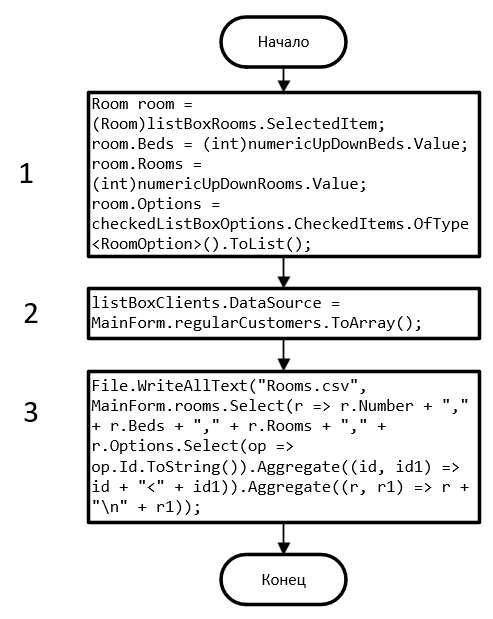 Начало
1
Room room =
(Room)listBoxRooms.SelectedItem;
room.Beds = (int)numericUpDownBeds.Value;
room.Rooms =
(int)numericUpDownRooms.Value;
room.Options =
checkedListBoxOptions.CheckedItems.OfType
<RoomOption>().ToList();
2
listBoxClients.DataSource =
MainForm.regularCustomers.ToArray();
3
File.WriteAllText("Rooms.csv",
MainForm.rooms.Select(r => r.Number + ","
+ r.Beds + "," + r.Rooms + "," +
r.Options.Select(op =>
op.Id.ToString()).Aggregate((id, id1) =>
id + "<" + id1)).Aggregate((r, r1) => r +
"\n" + r1));
Конец